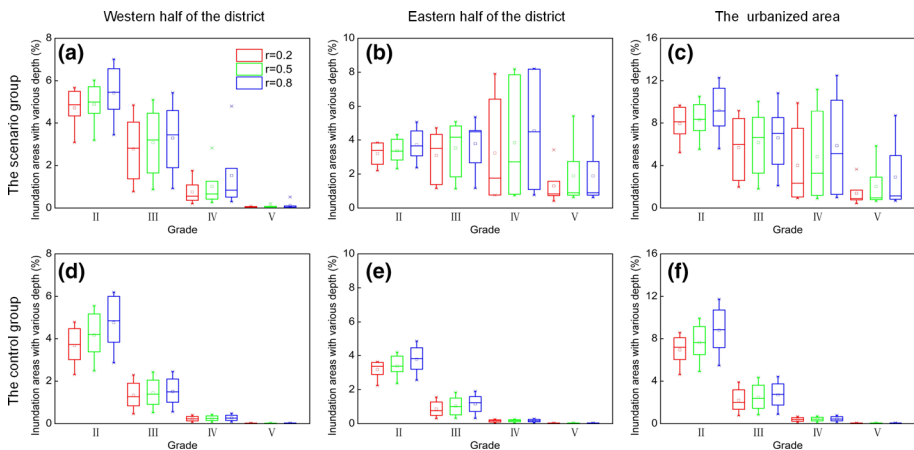 Western half of the district
Eastern half of the district
The urbanized area
The scenario group
(a)
r=0.2
r=0.5
r=0.8
Inundation areas with various depth (%)
8
6
4
2
0
II III IV V
Grade
(b)
Inundation areas with various depth (%)
10
8
6
4
2
0
II III IV V
Grade
(c)
Inundation areas with various depth (%)
16
12
8
4
0
II III IV V
Grade
The control group
(d)
Inundation areas with various depth (%)
8
6
4
2
0
II III IV V
Grade
(e)
Inundation areas with various depth (%)
10
8
6
4
2
0
II III IV V
Grade
(f)
Inundation areas with various depth (%)
16
12
8
4
0
II III IV V
Grade